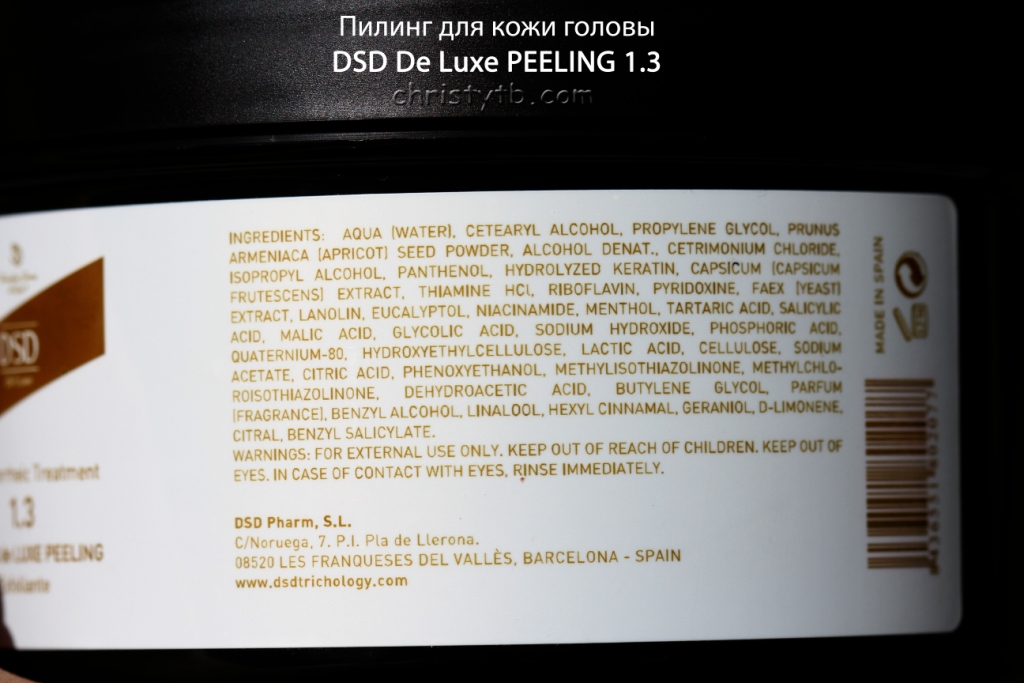 Пилинг для кожи головы
DSD De Luxe PEELING 1.3
christytb.com
INGREDIENTS: AQUA (WATER), CETEARYL ALCOHOL, PROPYLENE GLYCOL, PRUNUS
ARMENIACA (APRICOT) SEED POWDER, ALCOHOL DENAT., CETRIMONIUM CHLORIDE,
ISOPROPYL ALCOHOL, PANTHENOL, HYDROLYZED KERATIN, CAPSICUM (CAPSICUM
FRUTESCENS) EXTRACT, THIAMINE HCl, RIBOFLAVIN, PYRIDOXINE, FAEX (YEAST)
EXTRACT, LANOLIN, EUCALYPTOL, NIACINAMIDE, MENTHOL, TARTARIC ACID, SALICYLIC
ACID, MALIC ACID, GLYCOLIC ACID, SODIUM HYDROXIDE, PHOSPHORIC ACID,
QUATERNIUM-80, HYDROXYETHYLCELLULOSE, LACTIC ACID, CELLULOSE, SODIUM
ACETATE, CITRIC ACID, PHENOXYETHANOL, METHYLISOTHIAZOLINONE, METHYLCHLO-
ROISOTHIAZOLINONE, DEHYDROACETIC ACID, BUTYLENE GLYCOL, PARFUM
(FRAGRANCE), BENZYL ALCOHOL, LINALOOL, HEXYL CINNAMAL, GERANIOL, D-LIMONENE,
CITRAL, BENZYL SALICYLATE.
WARNINGS: FOR EXTERNAL USE ONLY. KEEP OUT OF REACH OF CHILDREN. KEEP OUT OF
EYES. IN CASE OF CONTACT WITH EYES, RINSE IMMEDIATELY.
DSD Pharm, S.L.
C/Noruega, 7. P.I. Pla de Llerona.
08520 LES FRANQUESES DEL VALLÈS, BARCELONA - SPAIN
www.dsdtrichology.com
MADE IN SPAIN
DSD
Treatment
1.3
de LUXE PEELING